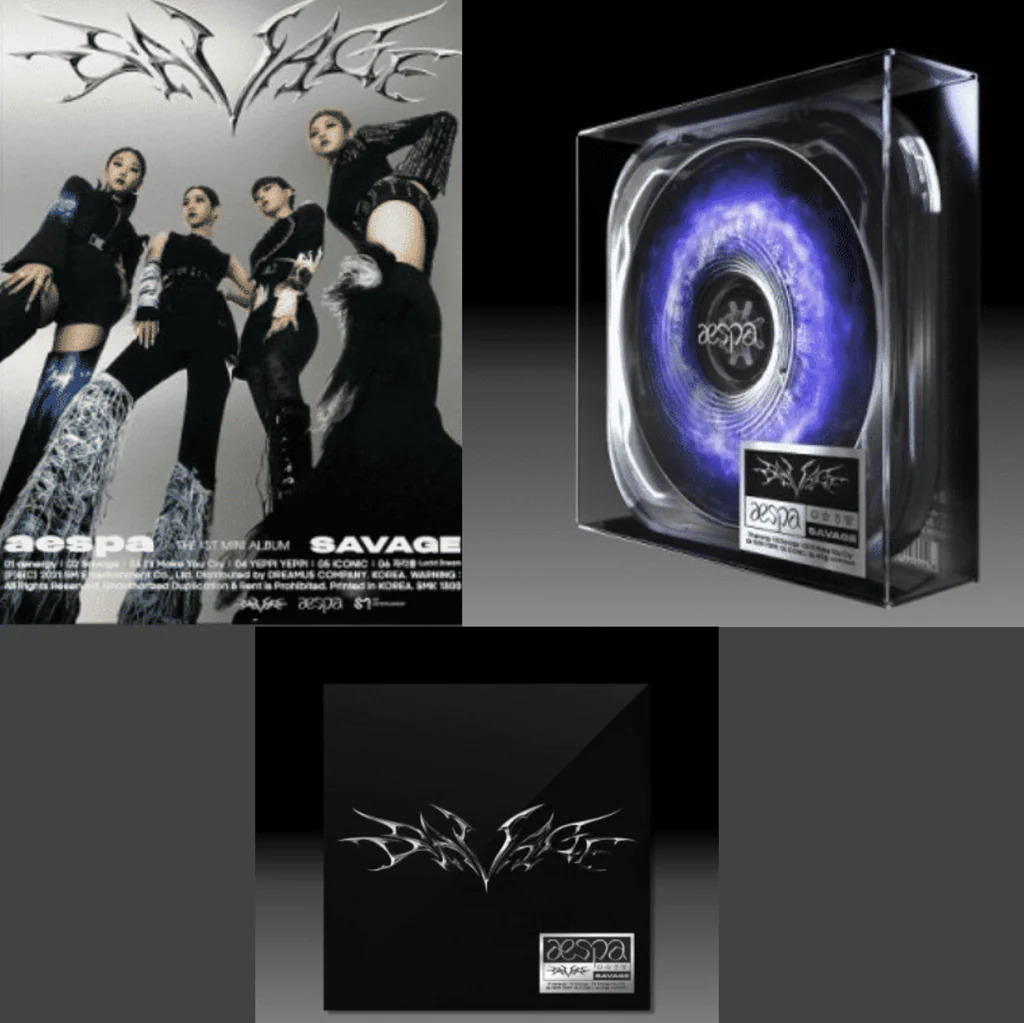 SAVAGE
aespa THE 1ST MINI ALBUM SAVAGE
01 ænergy | 02 Savage | 03 I'll Make You Cry | 04 YEPPI YEPPI | 05 ICONIC | 06 자각몽 Lucid Dream
[P&C] 2021 SM Entertainment Co., Ltd. Distributed by DREAMUS COMPANY, KOREA. WARNING :
All Rights Reserved. Unauthorized Duplication & Rent is Prohibited. Printed in KOREA. SMK 1300
SAVAGE aespa SM
aespa
SAVAGE
aespa
SAVAGE
SAVAGE
aespa
SAVAGE
SAVAGE